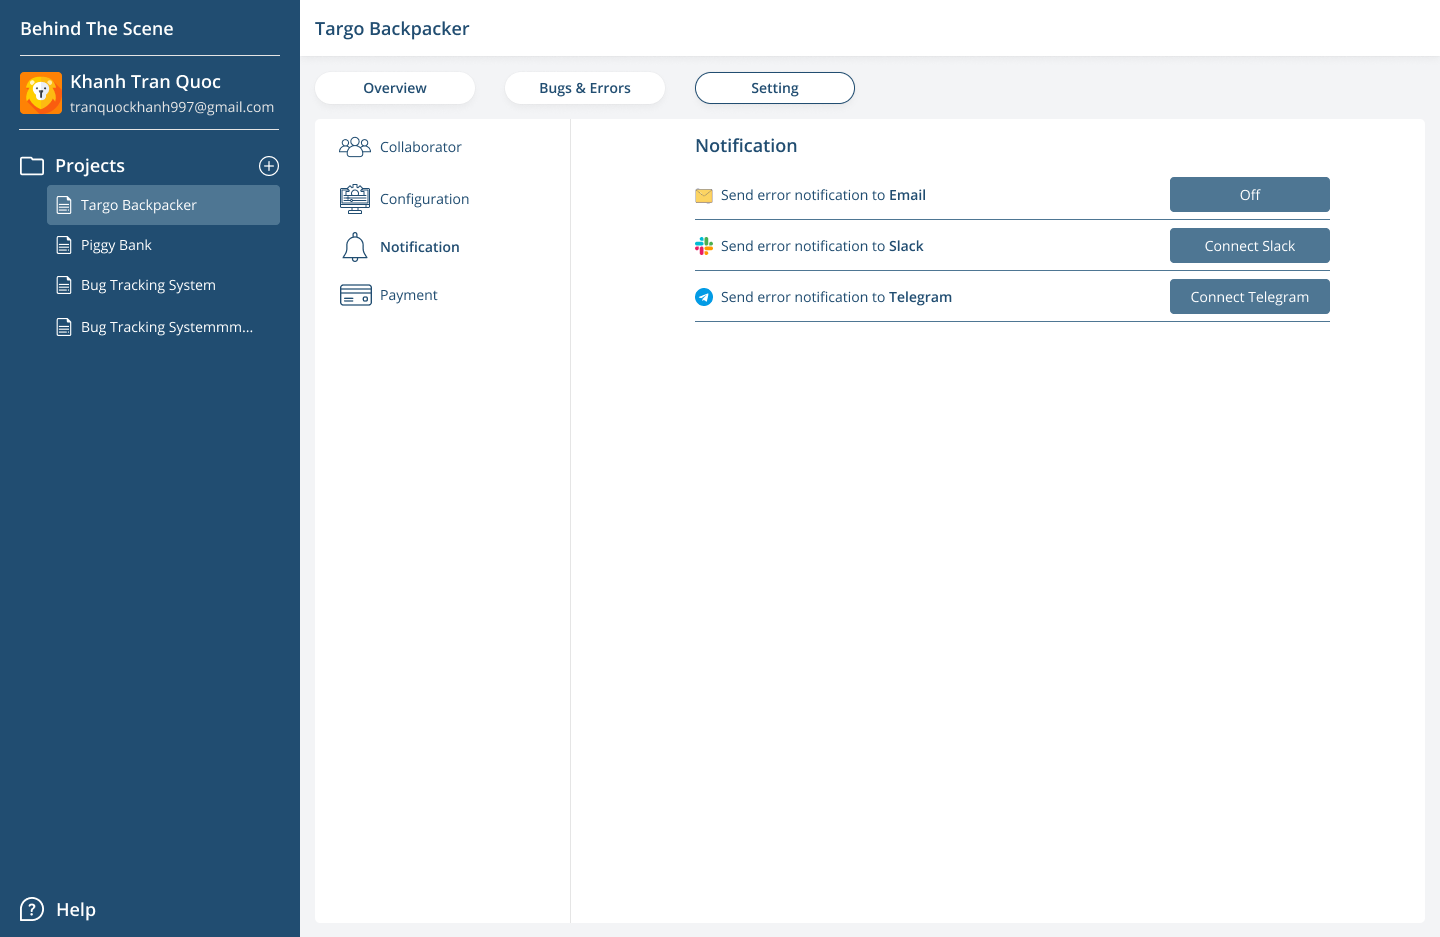 Behind The Scene
Khanh Tran Quoc
tranquockhanh997@gmail.com
Projects
Targo Backpacker
Piggy Bank
Bug Tracking System
Bug Tracking Systemmm...
Help
Targo Backpacker
Overview
Bugs & Errors
Setting
Collaborator
Configuration
Notification
Payment
Notification
Send error notification to Email
Off
Send error notification to Slack
Connect Slack
Send error notification to Telegram
Connect Telegram